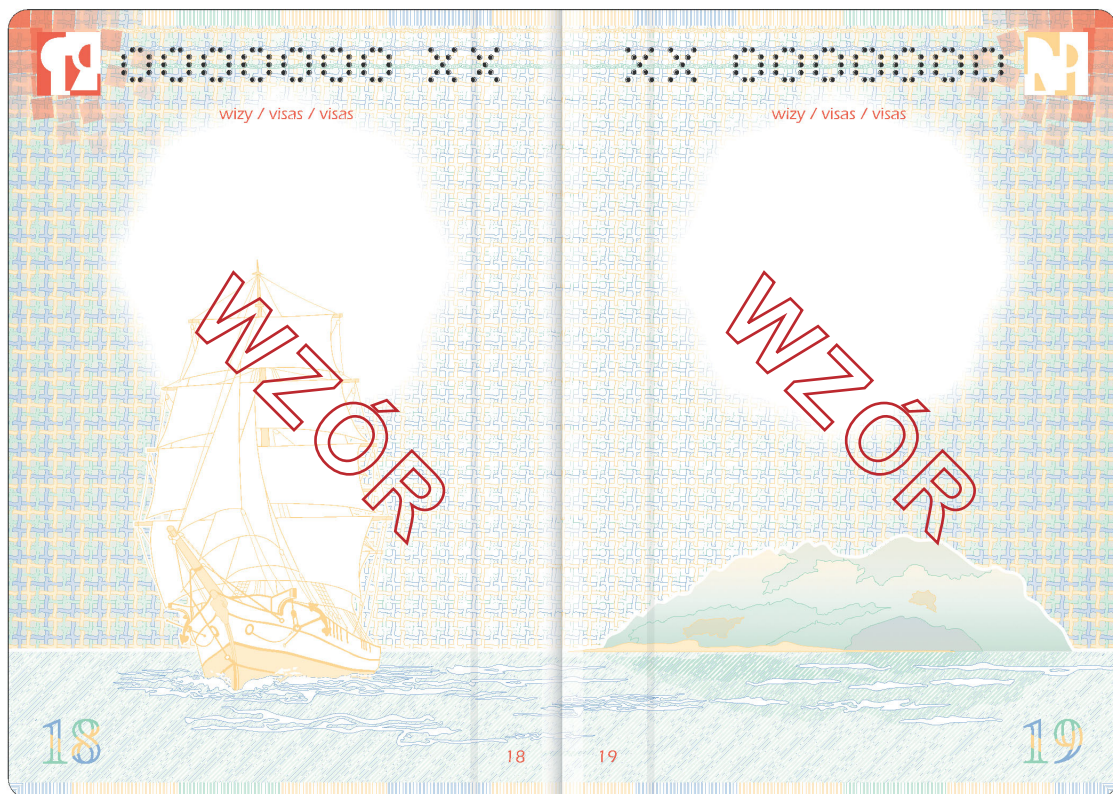 0000000 XX
wizy / visas / visas
WZÓR
18
18
XX 0000000
wizy / visas / visas
WZÓR
19
19